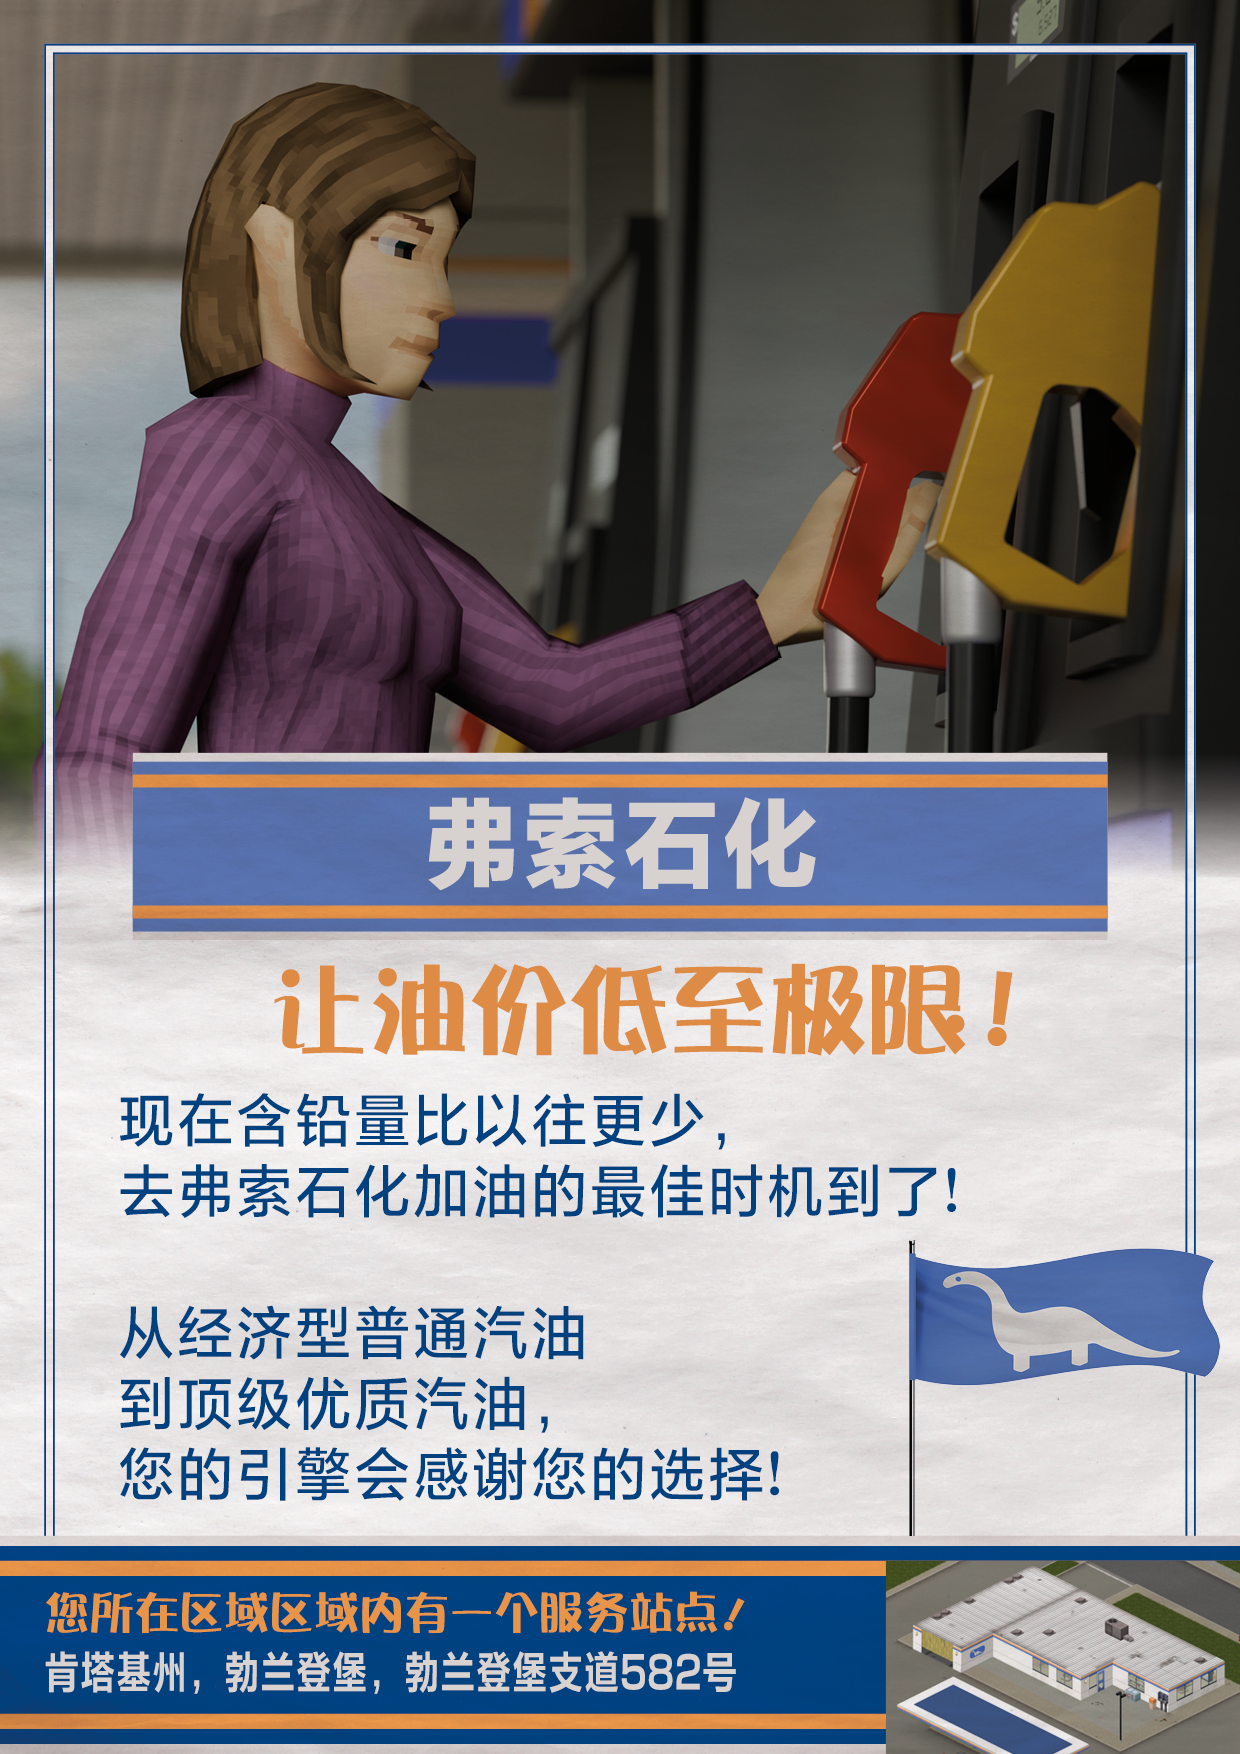 弗索石化
让油价低至极限！
现在含铅量比以往更少，
去弗索石化加油的最佳时机到了！
从经济型普通汽油
到顶级优质汽油，
您的引擎会感谢您的选择！
您所在区域区域内有一个服务站点！
肯塔基州，勃兰登堡，勃兰登堡支道582号